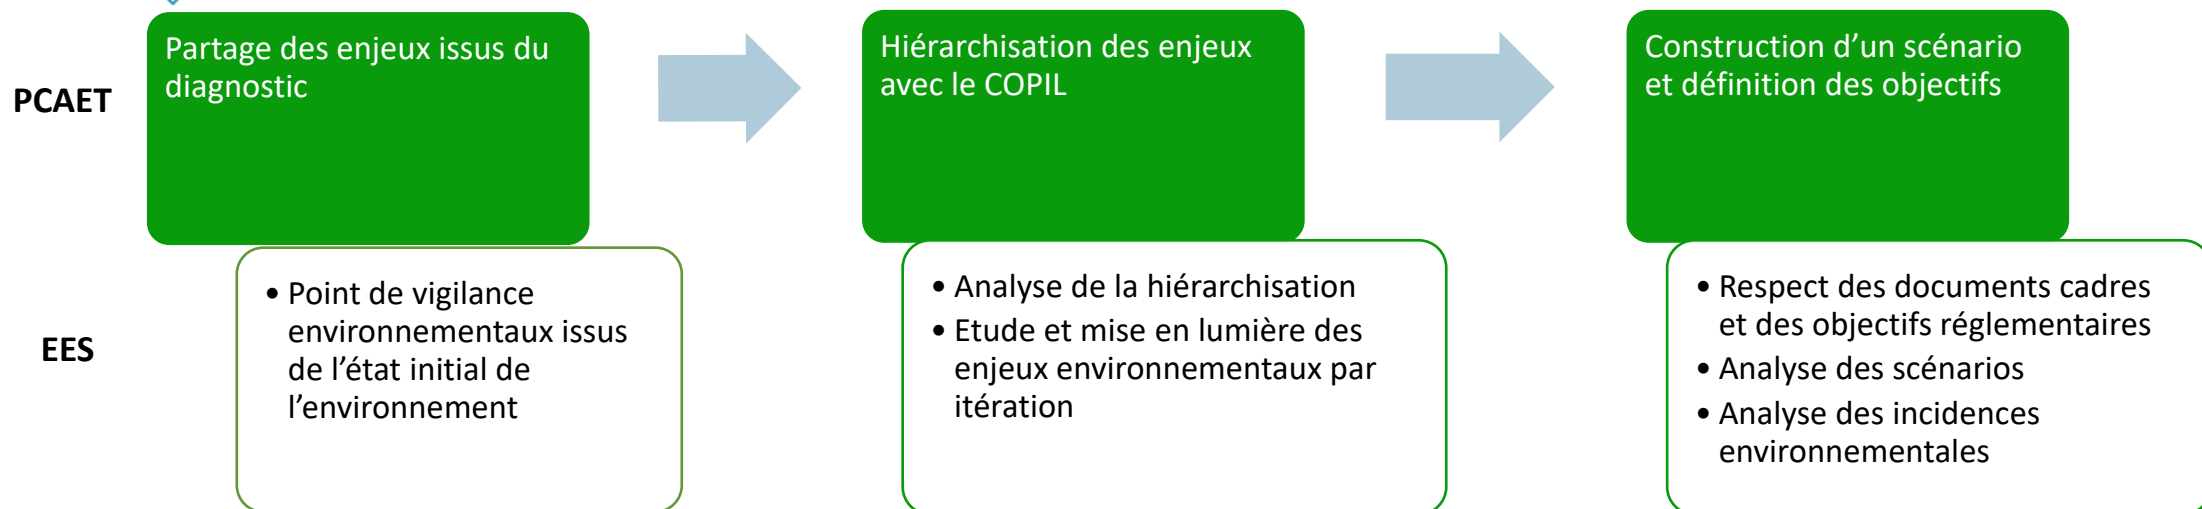 PCAET
Partage des enjeux issus du
diagnostic
Hiérarchisation des enjeux
avec le COPIL
Construction d’un scénario
et définition des objectifs
EES
• Point de vigilance
environnementaux issus
de l’état initial de
l’environnement
• Analyse de la hiérarchisation
• Etude et mise en lumière des
enjeux environnementaux par
itération
• Respect des documents cadres
et des objectifs réglementaires
• Analyse des scénarios
• Analyse des incidences
environnementales